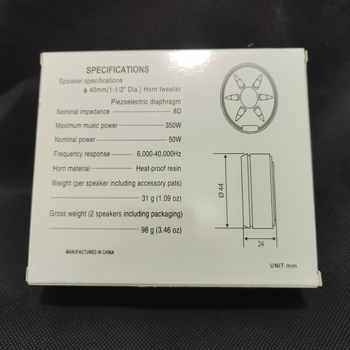 SPECIFICATIONS
Speaker specifications
ϕ 40mm(1-1/2" Dia.) Horn tweeter
Piezoelectric diaphragm
Nominal impedance 8Ω
Maximum music power 350W
Nominal power 50W
Frequency response 6,000-40,000Hz
Horn material Heat-proof resin
Weight (per speaker including accessory pats)
31 g (1.09 oz)
Gross weight (2 speakers including packaging)
98 g (3.46 oz)
MANUFACTURED IN CHINA
Ø 44
24
UNIT mm